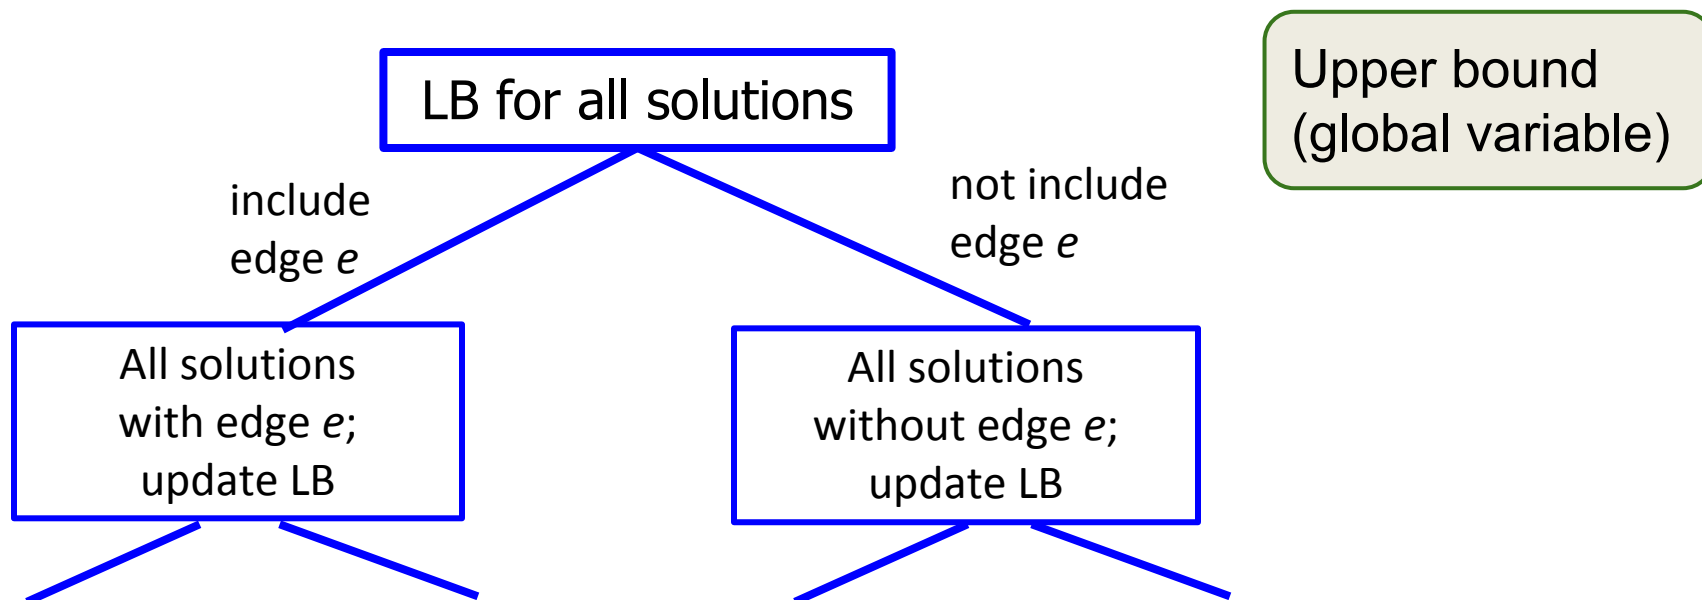 LB for all solutions
Upper bound
(global variable)
include
edge e
not include
edge e
All solutions
with edge e;
update LB
All solutions
without edge e;
update LB